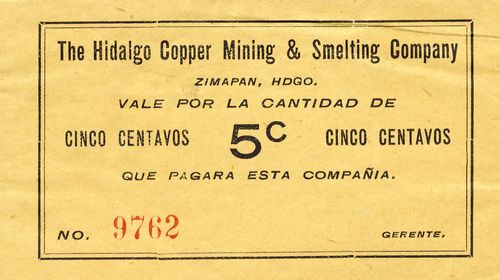 The Hidalgo Copper Mining & Smelting Company
ZIMAPAN, HDGO.
VALE POR LA CANTIDAD DE
CINCO CENTAVOS 5C CINCO CENTAVOS
QUE PAGARA ESTA COMPAÑIA.
NO. 9762 GERENTE.